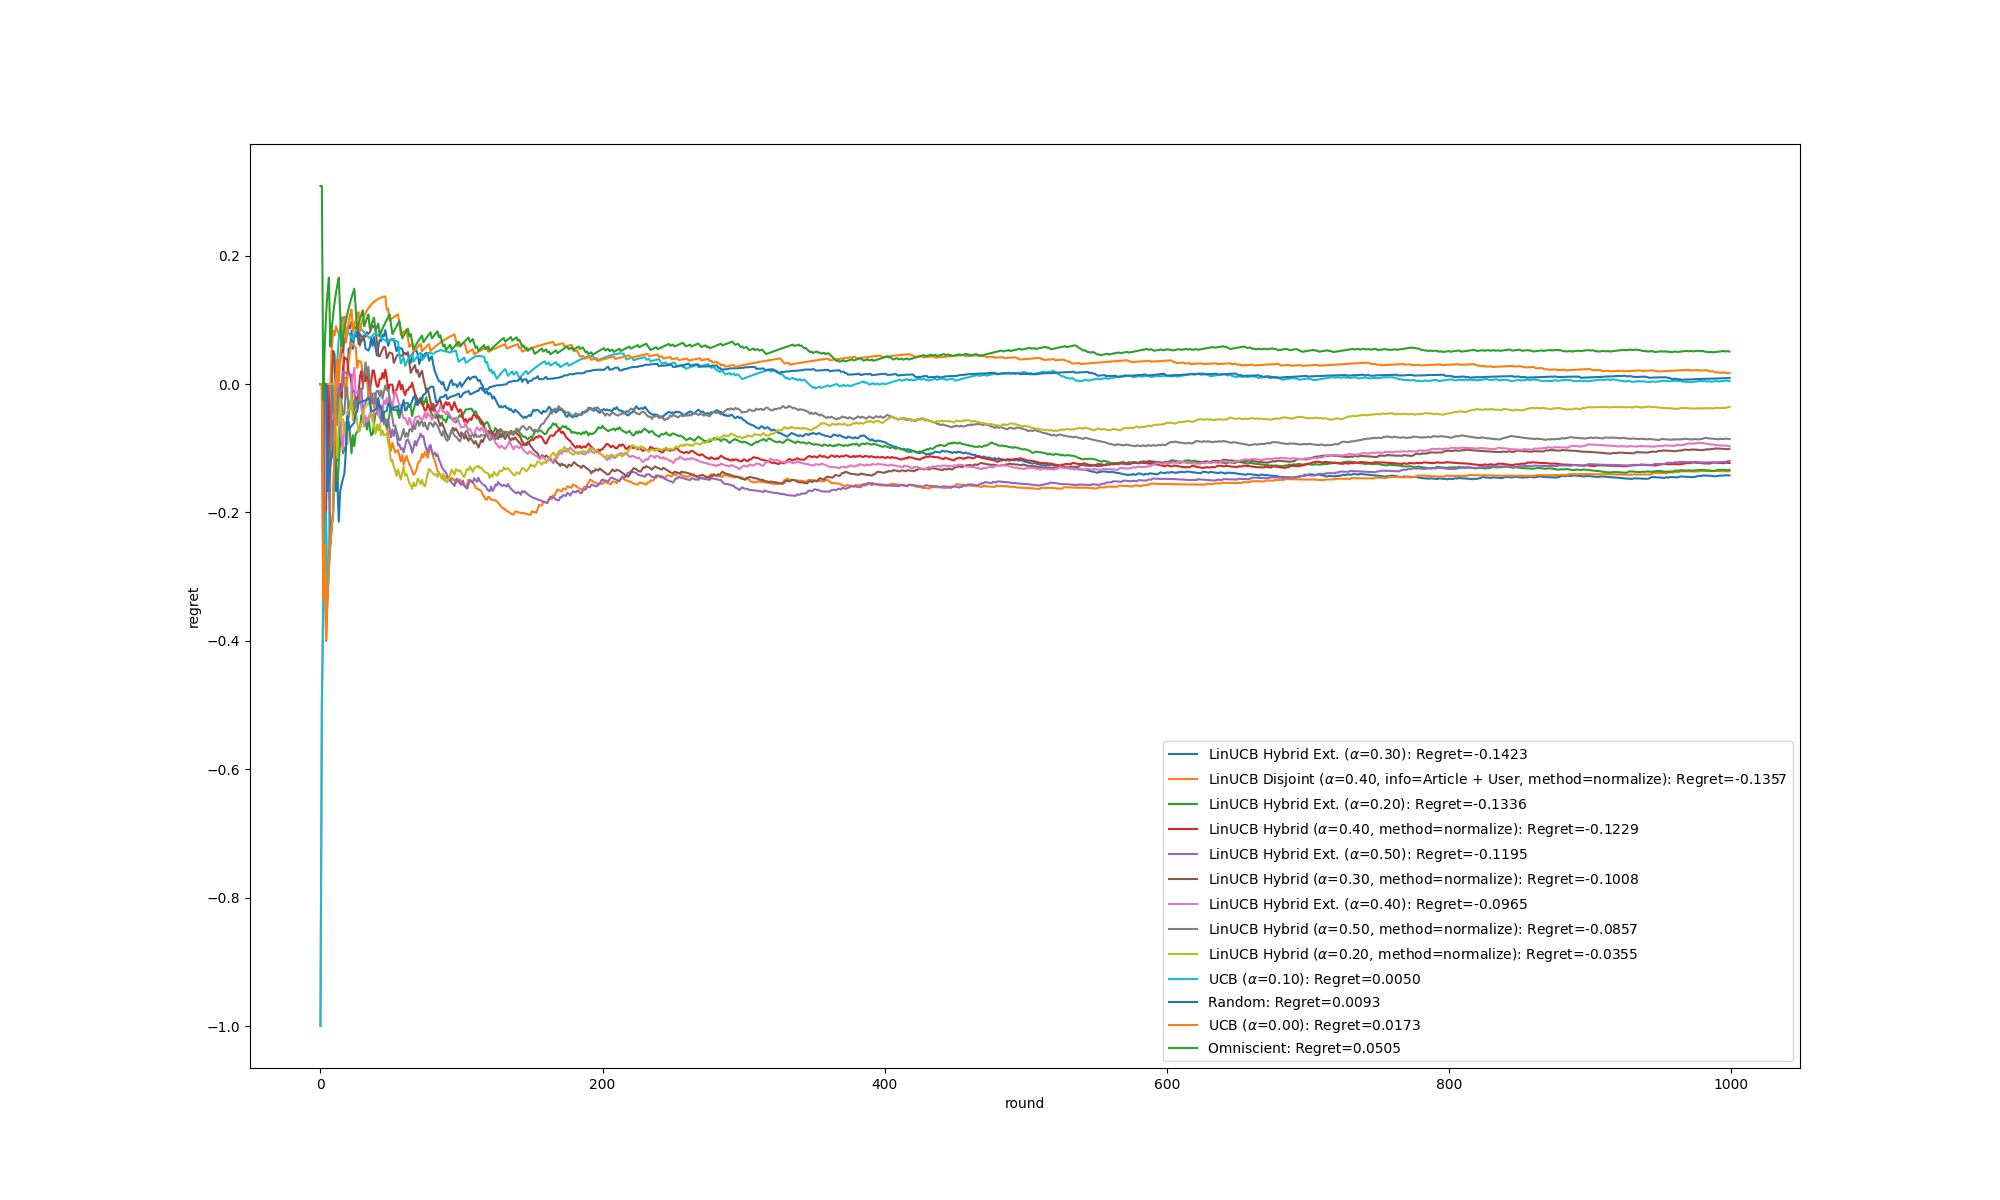 0.2
0.0
−0.2
−0.4
−0.6
−0.8
−1.0
regret
0
200
400
600
800
1000
round
LinUCB Hybrid Ext. (α=0.30): Regret=-0.1423
LinUCB Disjoint (α=0.40, info=Article + User, method=normalize): Regret=-0.1357
LinUCB Hybrid Ext. (α=0.20): Regret=-0.1336
LinUCB Hybrid (α=0.40, method=normalize): Regret=-0.1229
LinUCB Hybrid Ext. (α=0.50): Regret=-0.1195
LinUCB Hybrid (α=0.30, method=normalize): Regret=-0.1008
LinUCB Hybrid Ext. (α=0.40): Regret=-0.0965
LinUCB Hybrid (α=0.50, method=normalize): Regret=-0.0857
LinUCB Hybrid (α=0.20, method=normalize): Regret=-0.0355
UCB (α=0.10): Regret=0.0050
Random: Regret=0.0093
UCB (α=0.00): Regret=0.0173
Omniscient: Regret=0.0505